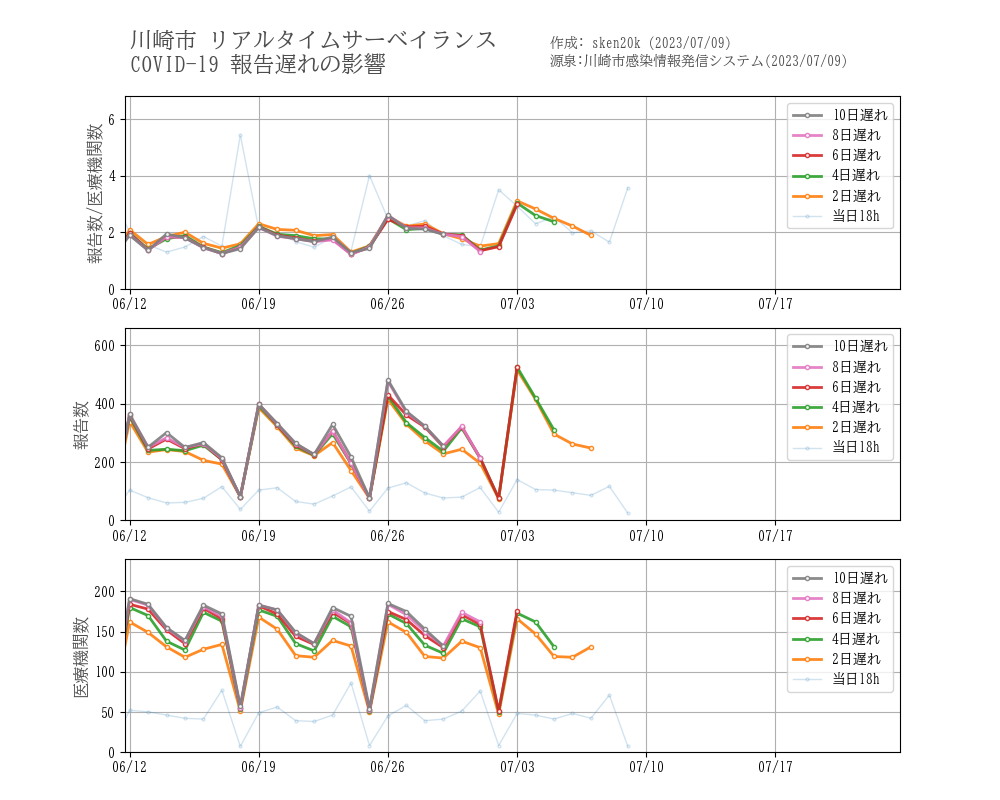 川崎市 リアルタイムサーベイランス
COVID-19 報告遅れの影響
作成: sken20k (2023/07/09)
源泉:川崎市感染情報発信システム(2023/07/09)
報告数/医療機関数
6
4
2
0
06/12
06/19
06/26
07/03
07/10
07/17
10日遅れ
8日遅れ
6日遅れ
4日遅れ
2日遅れ
当日18h
報告数
600
400
200
0
06/12
06/19
06/26
07/03
07/10
07/17
10日遅れ
8日遅れ
6日遅れ
4日遅れ
2日遅れ
当日18h
医療機関数
200
150
100
50
0
06/12
06/19
06/26
07/03
07/10
07/17
10日遅れ
8日遅れ
6日遅れ
4日遅れ
2日遅れ
当日18h